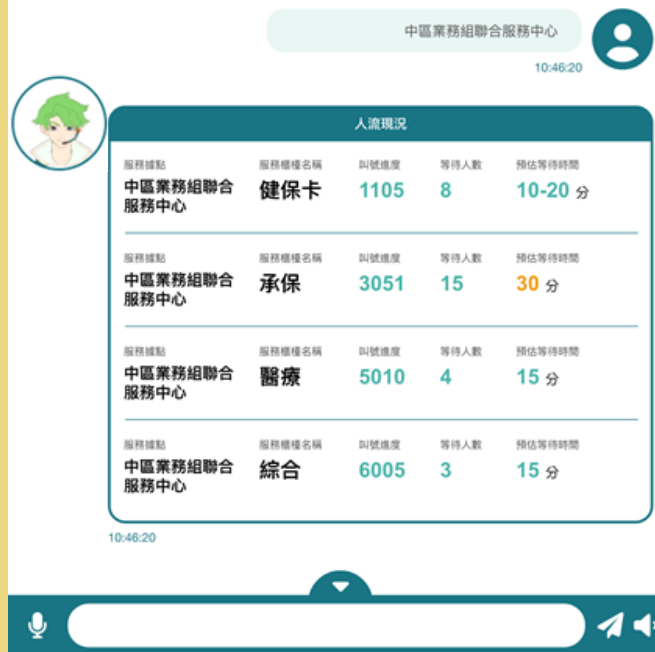 中區業務組聯合服務中心
10:46:20
人流現況
服務據點 服務櫃檯名稱 叫號進度 等待人數 預估等待時間
中區業務組聯合 健保卡 1105 8 10-20 分
服務中心
服務據點 服務櫃檯名稱 叫號進度 等待人數 預估等待時間
中區業務組聯合 承保 3051 15 30 分
服務中心
服務據點 服務櫃檯名稱 叫號進度 等待人數 預估等待時間
中區業務組聯合 醫療 5010 4 15 分
服務中心
服務據點 服務櫃檯名稱 叫號進度 等待人數 預估等待時間
中區業務組聯合 綜合 6005 3 15 分
服務中心
10:46:20